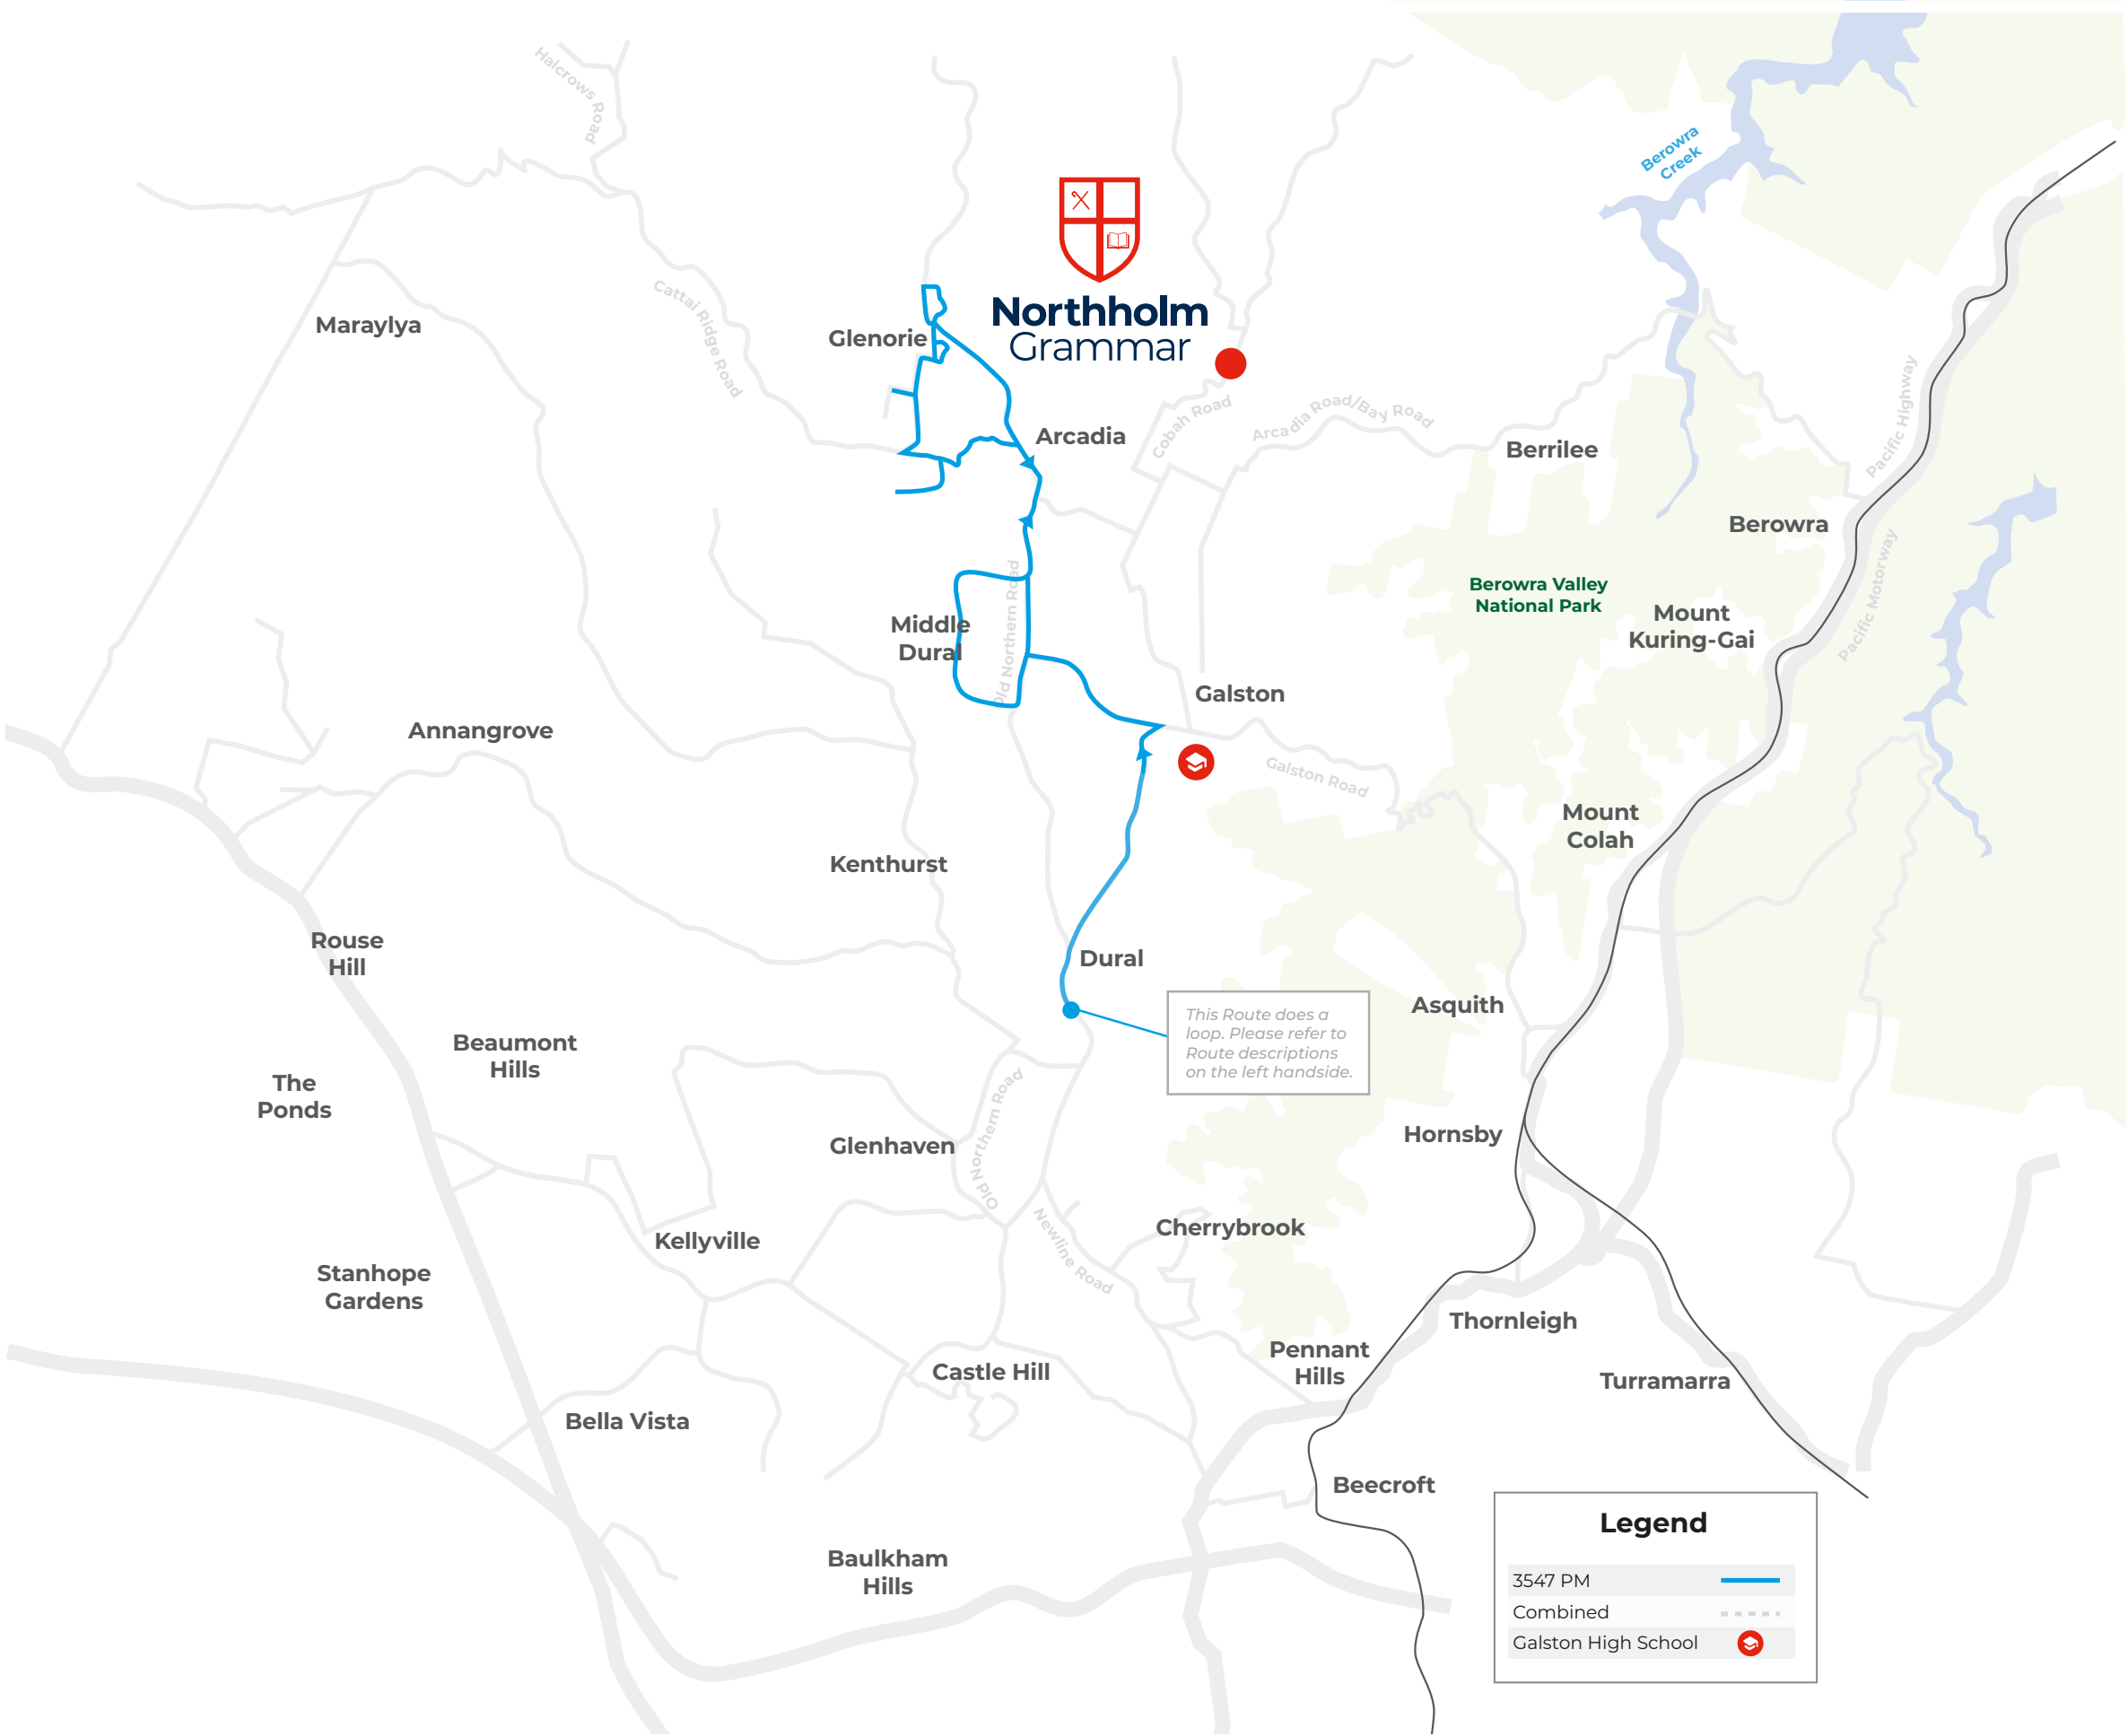 Halcrows Road
Berowra
Creek
Maraylya
Cattai Ridge Road
Glenorie
Northholm
Grammar
Arcadia
Cobah Road
Arcadia Road/Bay Road
Berrilee
Pacific Highway
Berowra
Berowra Valley
National Park
Mount
Kuring-Gai
Pacific Motorway
Middle
Dural
Old Northern Road
Galston
Annangrove
Galston Road
Mount
Colah
Kenthurst
Rouse
Hill
Dural
This Route does a
loop. Please refer to
Route descriptions
on the left handside.
Asquith
Beaumont
Hills
The
Ponds
Old Northern Road
Glenhaven
Hornsby
Newline Road
Cherrybrook
Kellyville
Stanhope
Gardens
Thornleigh
Pennant
Hills
Castle Hill
Turramarra
Bella Vista
Beecroft
Baulkham
Hills
Legend
3547 PM
Combined
Galston High School